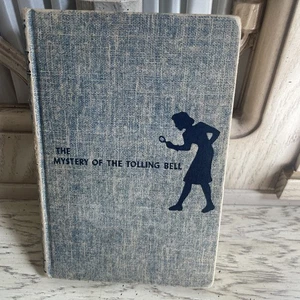 THE
MYSTERY OF THE TOLLING BELL